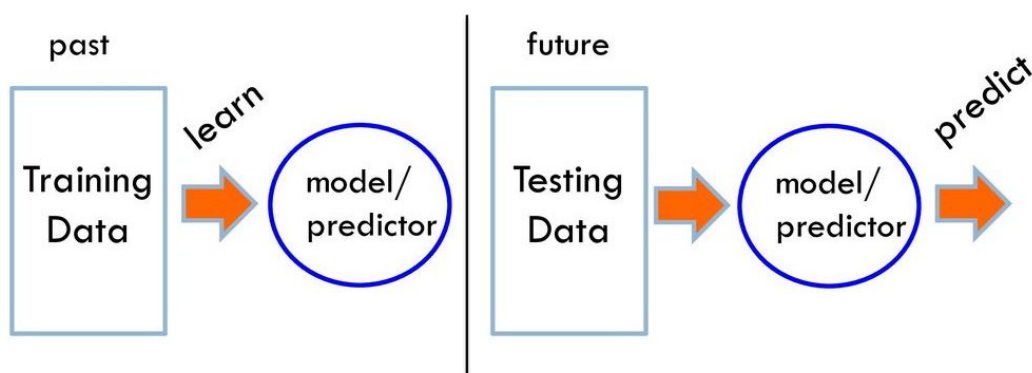 past
learn
Training
Data
model/
predictor
future
predict
Testing
Data
model/
predictor